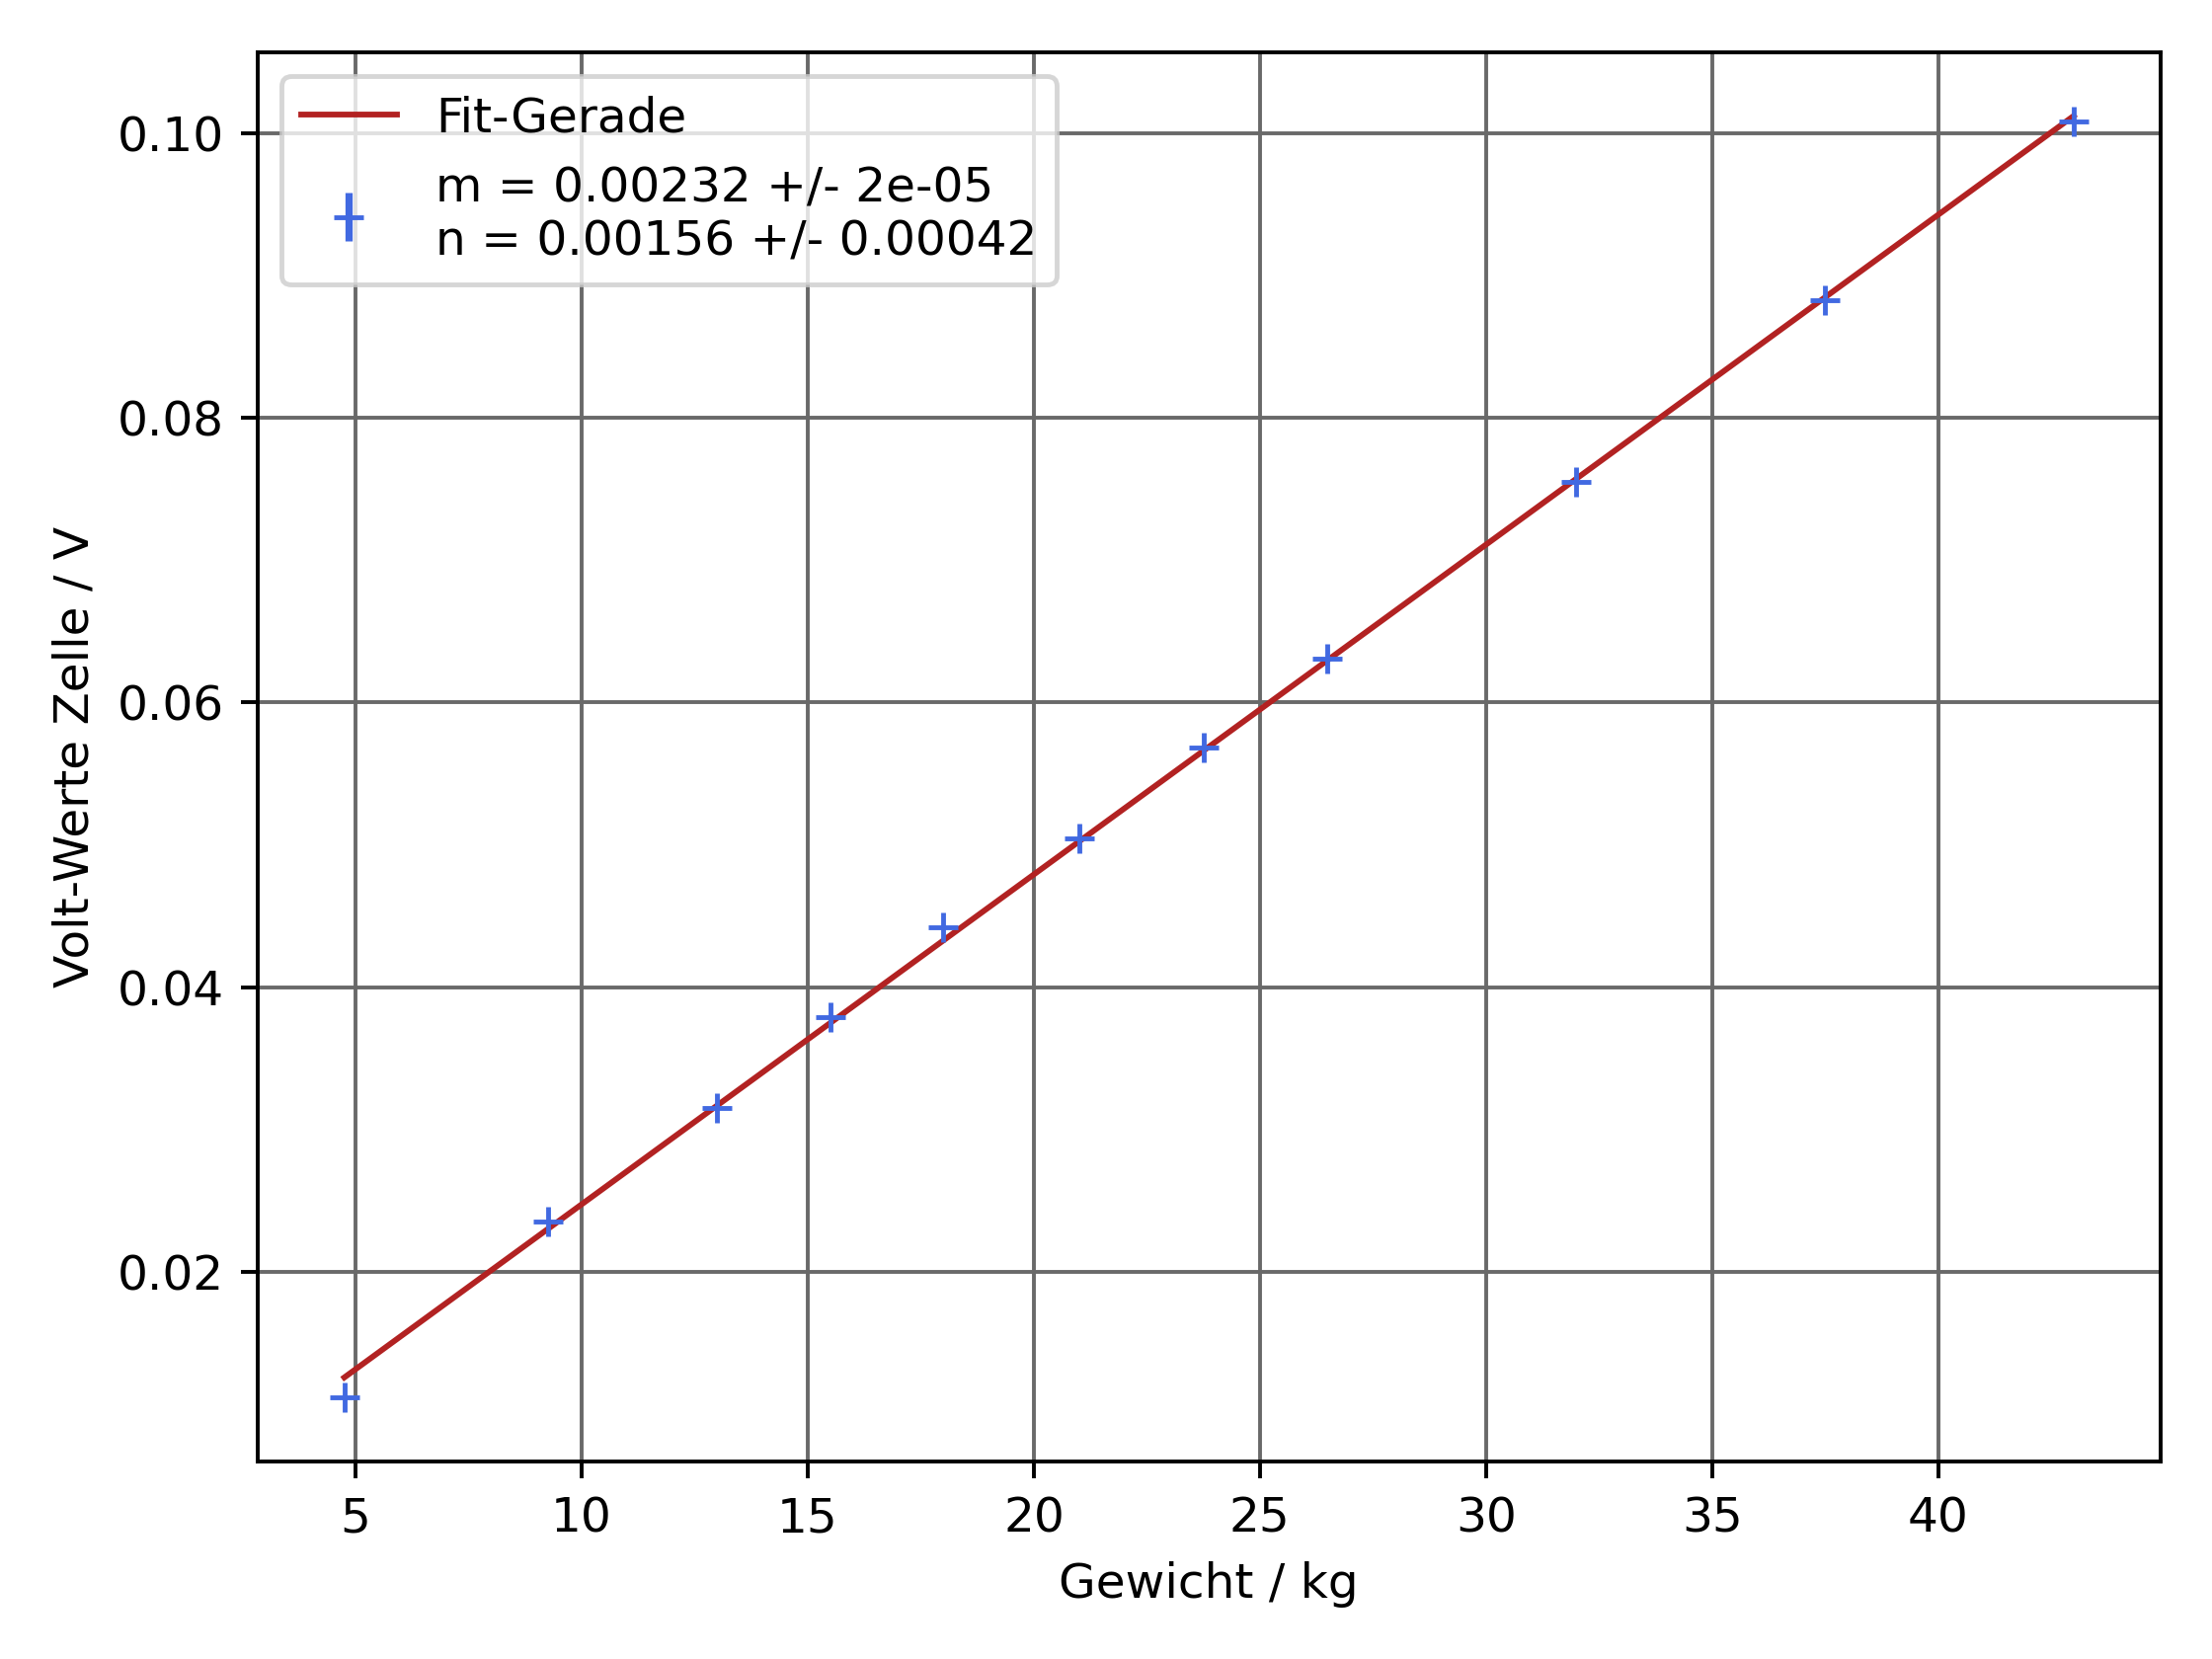 Fit-Gerade
m = 0.00232 +/- 2e-05
n = 0.00156 +/- 0.00042
0.10
0.08
0.06
0.04
0.02
Volt-Werte Zelle / V
5 10 15 20 25 30 35 40
Gewicht / kg